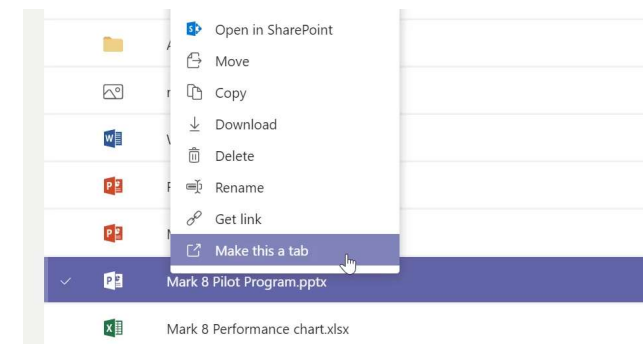 Open in SharePoint
Move
Copy
Download
Delete
Rename
Get link
Make this a tab
Mark 8 Pilot Program.pptx
Mark 8 Performance chart.xlsx